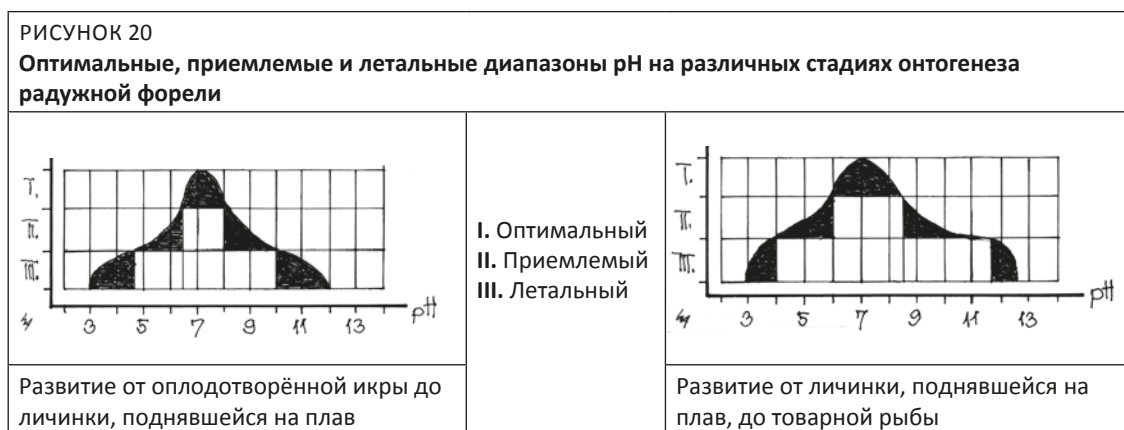 РИСУНОК 20
Оптимальные, приемлемые и летальные диапазоны pH на различных стадиях онтогенеза
радужной форели
I.
II.
III.
3 5 7 9 11 13 pH
I. Оптимальный
II. Приемлемый
III. Летальный
I.
II.
III.
3 5 7 9 11 13 pH
Развитие от оплодотворённой икры до
личинки, поднявшейся на плав
Развитие от личинки, поднявшейся на
плав, до товарной рыбы